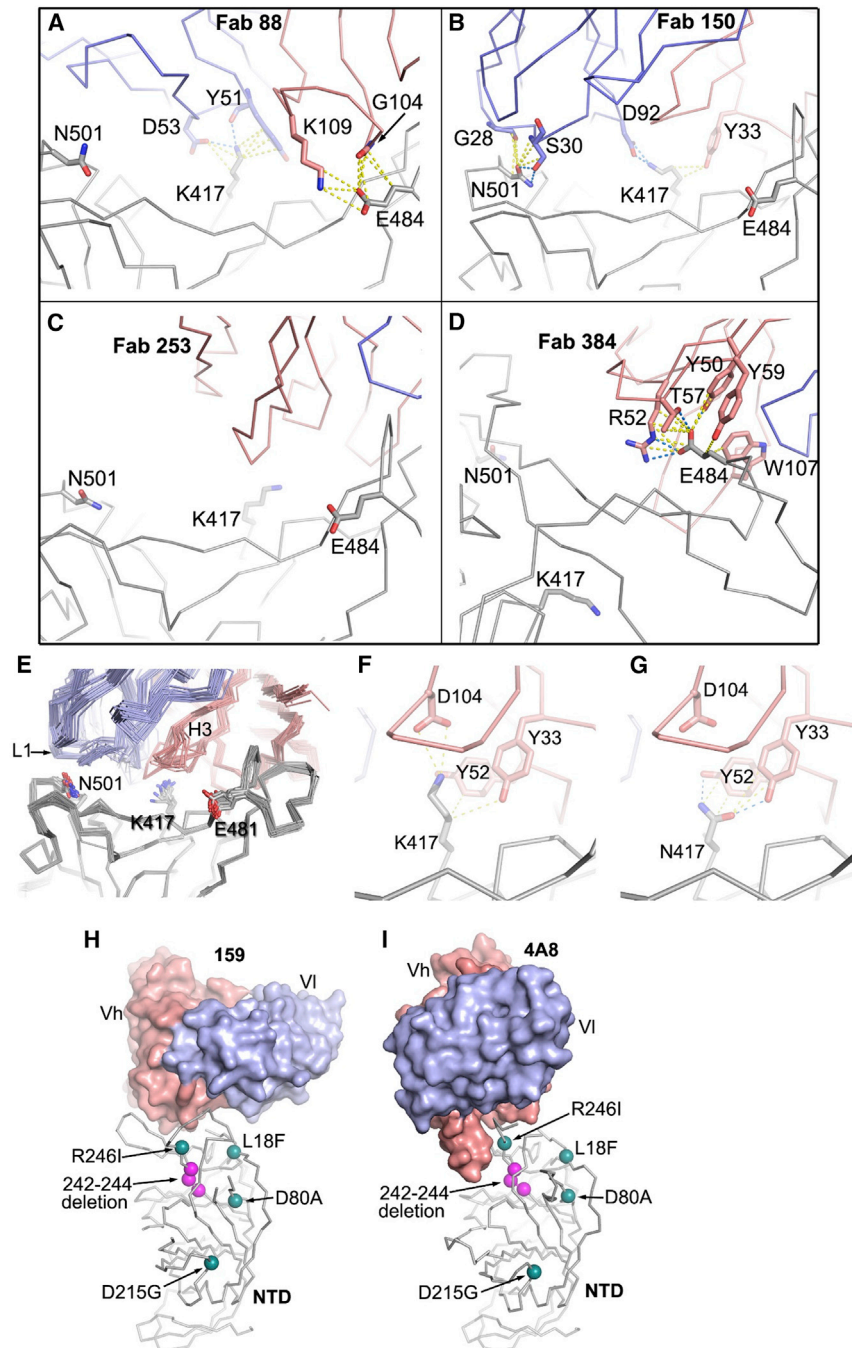 A
Fab 88
Y51
G104
D53
K109
N501
K417
E484
B
Fab 150
D92
G28
S30
Y33
N501
K417
E484
C
Fab 253
N501
K417
E484
D
Fab 384
Y50
Y59
T57
R52
N501
E484
W107
K417
E
H3
L1
N501
K417
E481
F
D104
Y33
Y52
K417
G
D104
Y33
Y52
N417
H
159
Vl
Vh
R246I
L18F
242-244
deletion
D80A
D215G
NTD
I
4A8
Vh
Vl
R246I
L18F
242-244
deletion
D80A
D215G
NTD